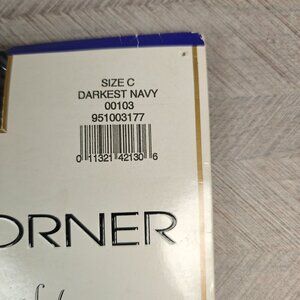 SIZE C
DARKEST NAVY
00103
951003177
0 11321 42130 6
ORNER